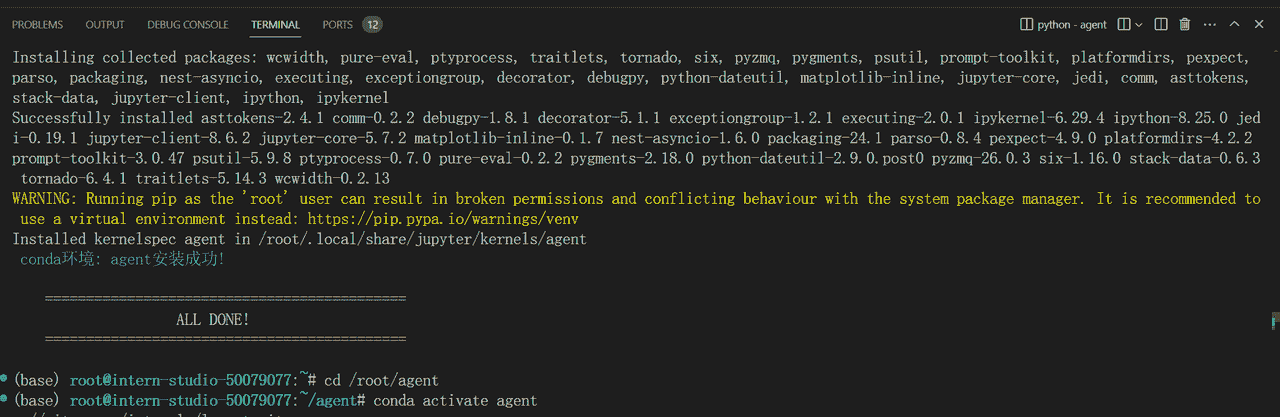 PROBLEMS OUTPUT DEBUG CONSOLE TERMINAL PORTS 12 python - agent
Installing collected packages: wcwidth, pure-eval, ptyprocess, traitlets, tornado, six, pyzmq, pygments, psutil, prompt-toolkit, platformdirs, pexpect,
parso, packaging, nest-asyncio, executing, exceptiongroup, decorator, debugpy, python-dateutil, matplotlib-inline, jupyter-core, jedi, comm, asttokens,
stack-data, jupyter-client, ipython, ipykernel
Successfully installed asttokens-2.4.1 comm-0.2.2 debugpy-1.8.1 decorator-5.1.1 exceptiongroup-1.2.1 executing-2.0.1 ipykernel-6.29.4 ipython-8.25.0 jed
i-0.19.1 jupyter-client-8.6.2 jupyter-core-5.7.2 matplotlib-inline-0.1.7 nest-asyncio-1.6.0 packaging-24.1 parso-0.8.4 pexpect-4.9.0 platformdirs-4.2.2
prompt-toolkit-3.0.47 psutil-5.9.8 ptyprocess-0.7.0 pure-eval-0.2.2 pygments-2.18.0 python-dateutil-2.9.0.post0 pyzmq-26.0.3 six-1.16.0 stack-data-0.6.3
tornado-6.4.1 traitlets-5.14.3 wcwidth-0.2.13
WARNING: Running pip as the 'root' user can result in broken permissions and conflicting behaviour with the system package manager. It is recommended to
use a virtual environment instead: https://pip.pypa.io/warnings/venv
Installed kernelspec agent in /root/.local/share/jupyter/kernels/agent
conda环境: agent安装成功!
============================================
ALL DONE!
============================================
(base) root@intern-studio-50079077:~# cd /root/agent
(base) root@intern-studio-50079077:~/agent# conda activate agent